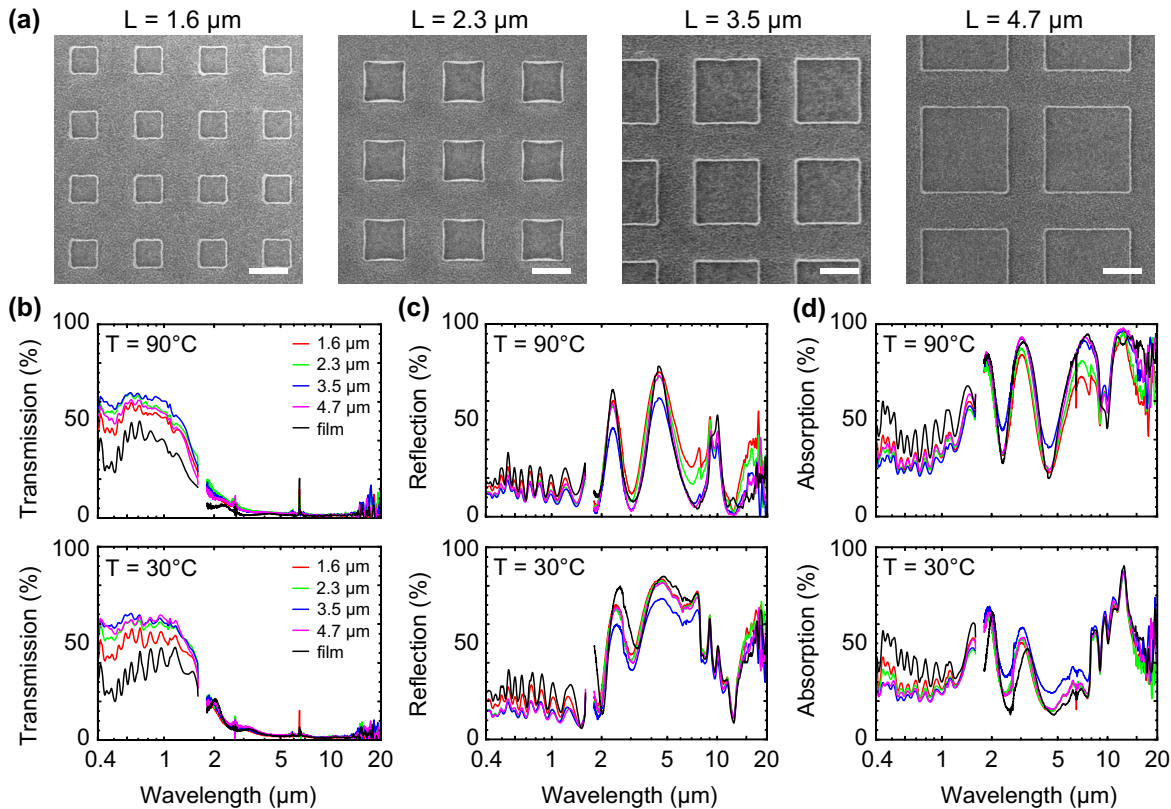 (a)
L = 1.6 µm
L = 2.3 µm
L = 3.5 µm
L = 4.7 µm
(b)
100
50
0
Transmission (%)
T = 90°C
1.6 µm
2.3 µm
3.5 µm
4.7 µm
film
100
50
0
Transmission (%)
T = 30°C
1.6 µm
2.3 µm
3.5 µm
4.7 µm
film
0.4
1
2
5
10
20
Wavelength (µm)
(c)
100
50
0
Reflection (%)
T = 90°C
100
50
0
Reflection (%)
T = 30°C
0.4
1
2
5
10
20
Wavelength (µm)
(d)
100
50
0
Absorption (%)
T = 90°C
100
50
0
Absorption (%)
T = 30°C
0.4
1
2
5
10
20
Wavelength (µm)